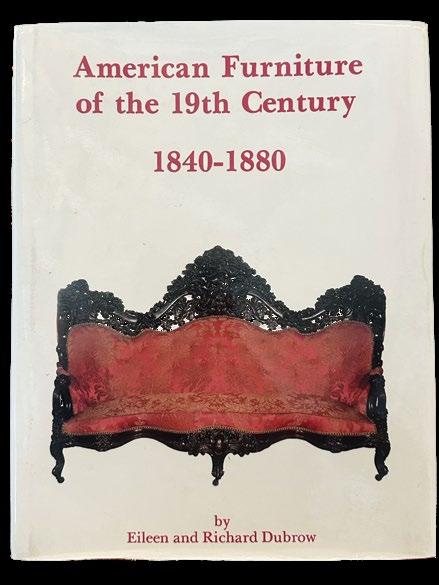 American Furniture
of the 19th Century
1840-1880
by
Eileen and Richard Dubrow